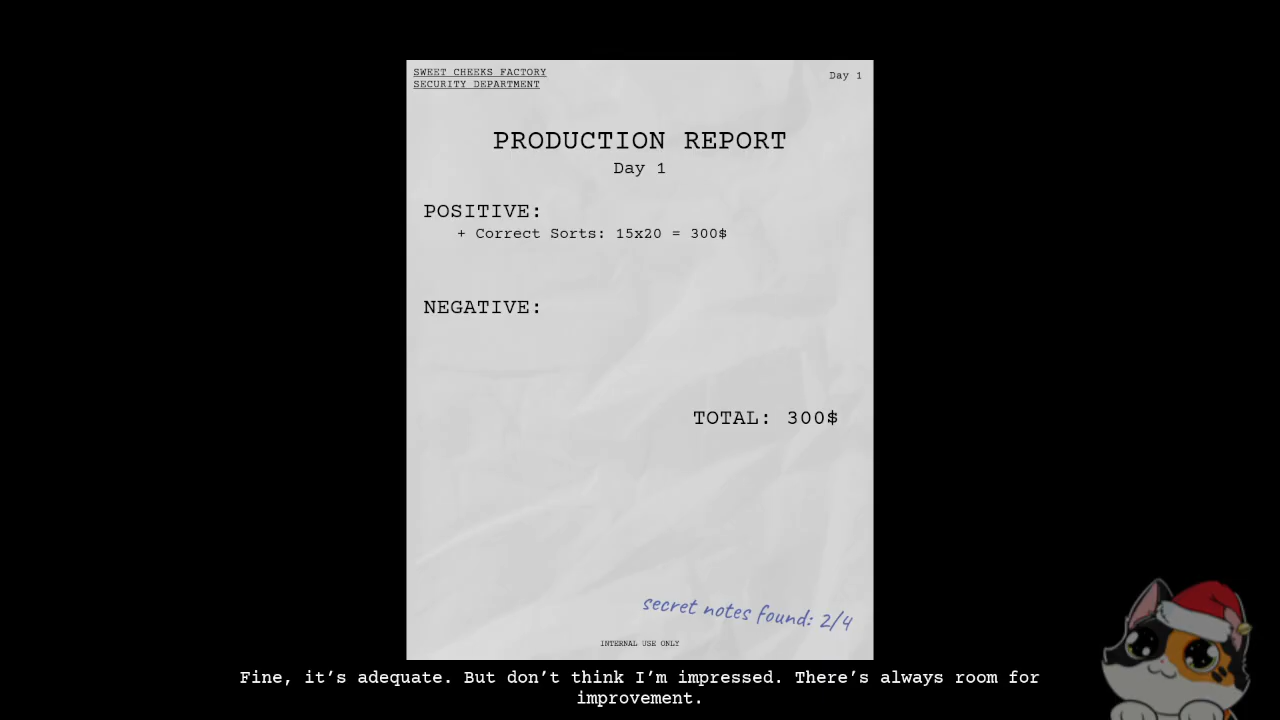 SWEET CHEEKS FACTORY
SECURITY DEPARTMENT
Day 1
PRODUCTION REPORT
Day 1
POSITIVE:
+ Correct Sorts: 15x20 = 300$
NEGATIVE:
TOTAL: 300$
secret notes found: 2/4
INTERNAL USE ONLY
Fine, it’s adequate. But don’t think I’m impressed. There’s always room for
improvement.